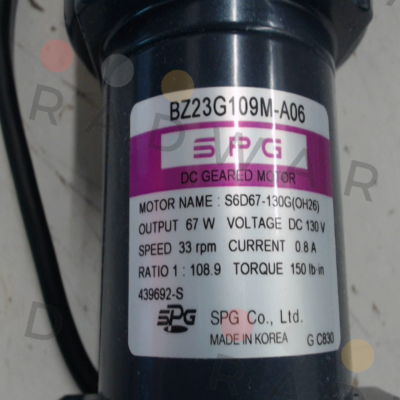 BZ23G109M-A06
SPG
DC GEARED MOTOR
MOTOR NAME : S6D67-130G(OH26)
OUTPUT 67 W VOLTAGE DC 130 V
SPEED 33 rpm CURRENT 0.8 A
RATIO 1 : 108.9 TORQUE 150 lb-in
439692-S
SPG SPG Co., Ltd.
MADE IN KOREA G C830